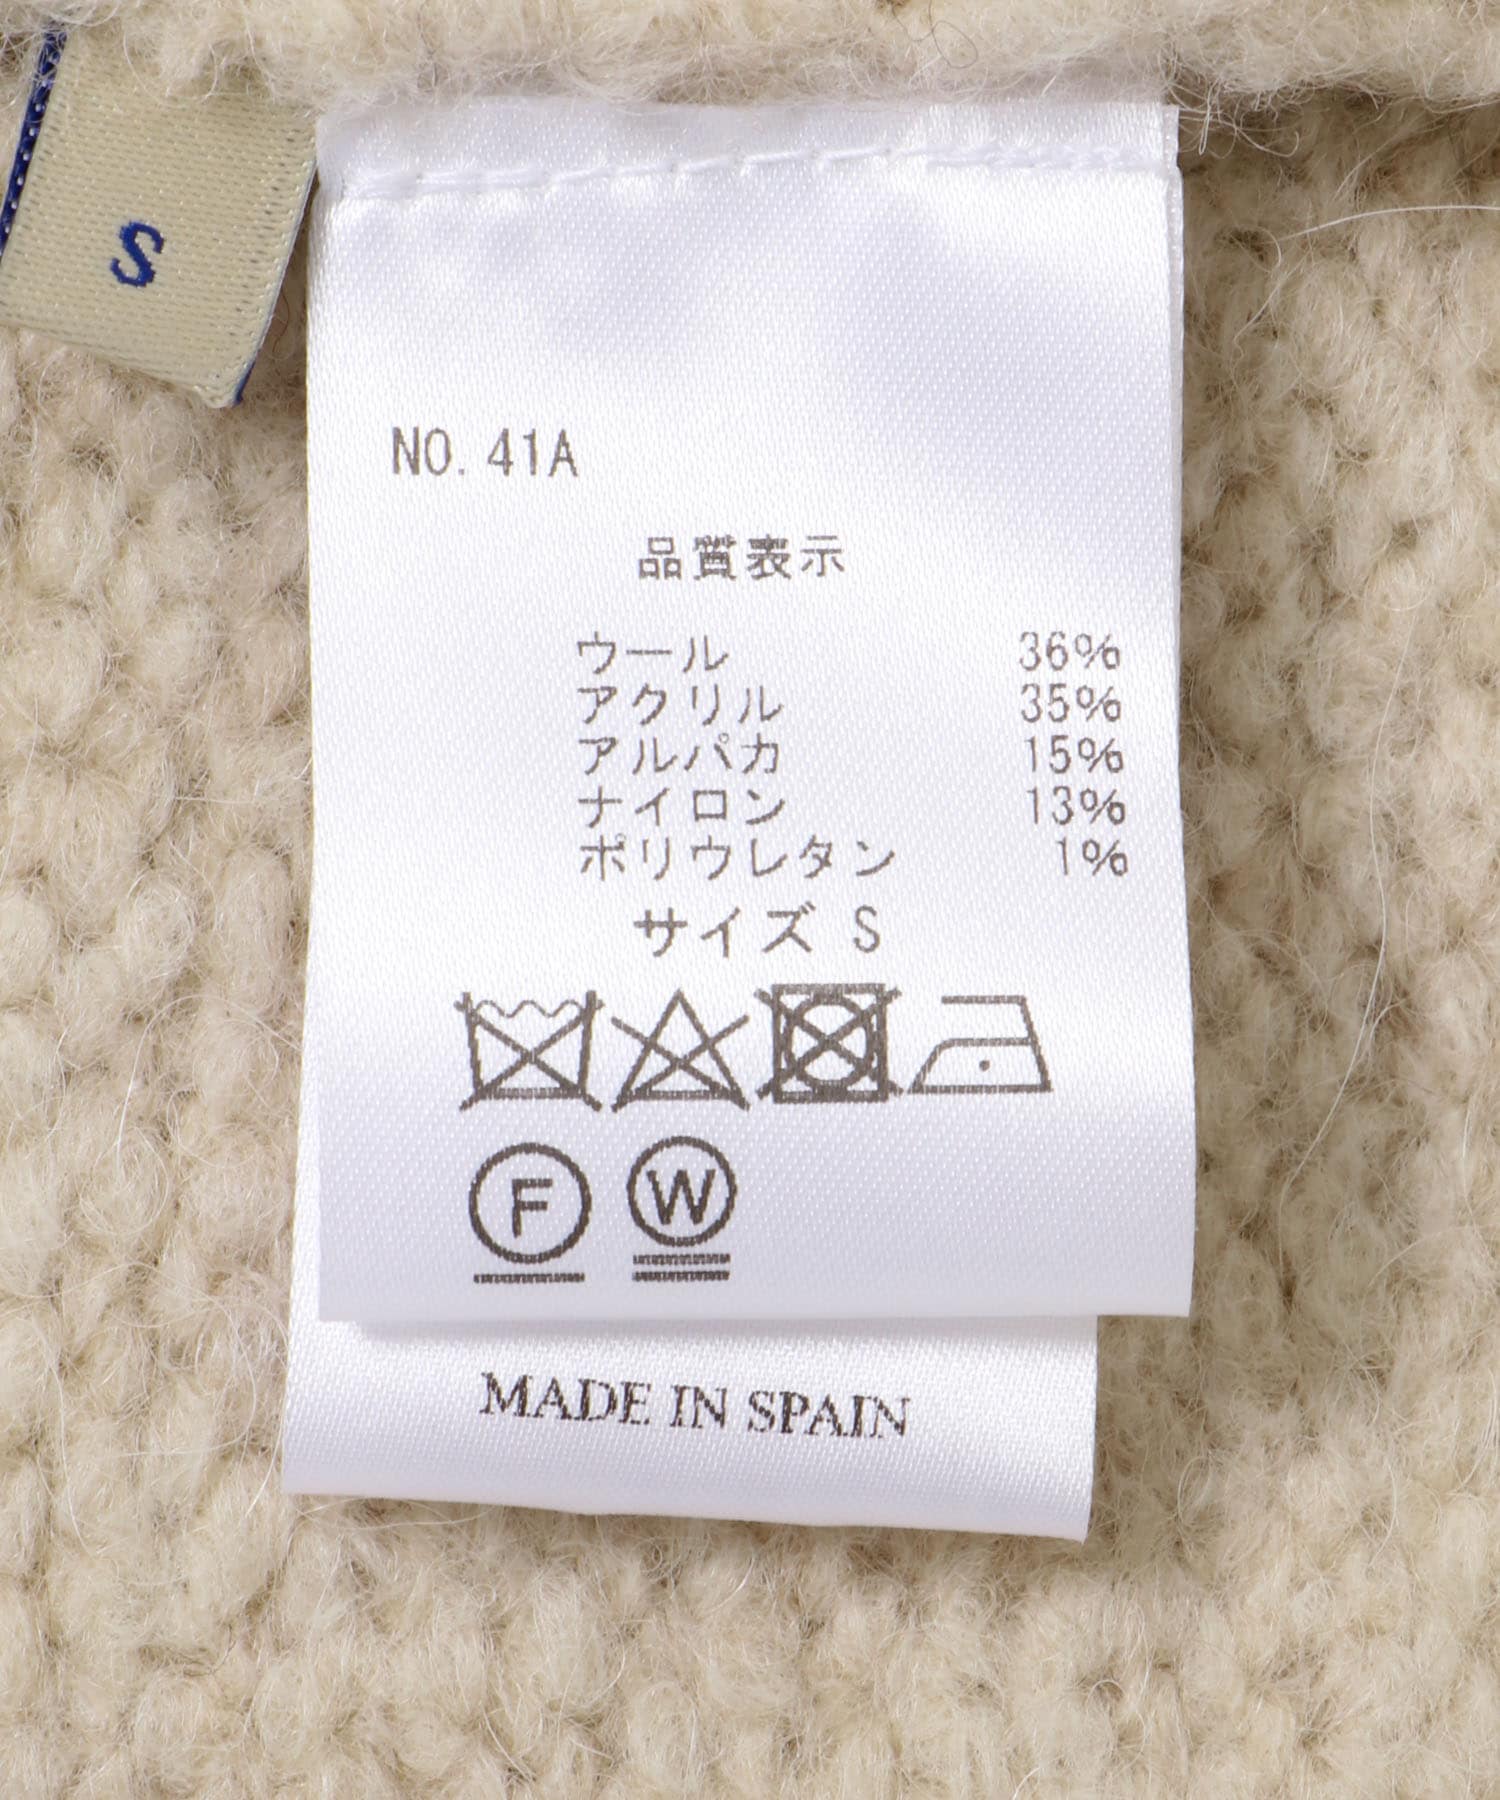 S
NO. 41A
品質表示
ウール 36%
アクリル 35%
アルパカ 15%
ナイロン 13%
ポリウレタン 1%
サイズ S
F W
MADE IN SPAIN